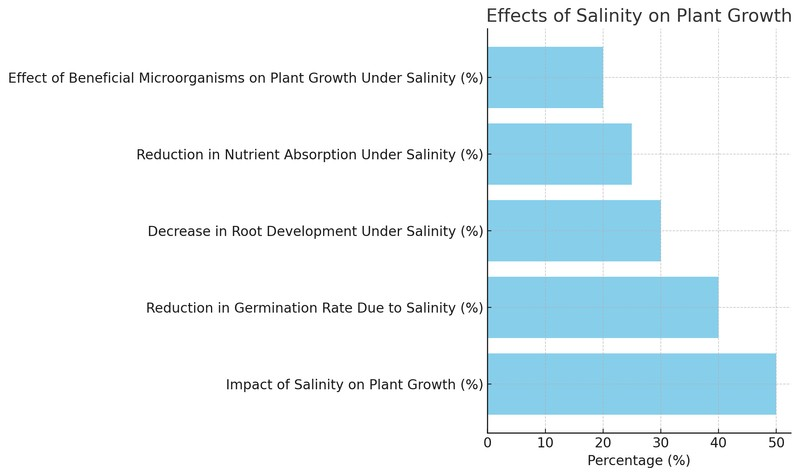 Effects of Salinity on Plant Growth
Effect of Beneficial Microorganisms on Plant Growth Under Salinity (%)
Reduction in Nutrient Absorption Under Salinity (%)
Decrease in Root Development Under Salinity (%)
Reduction in Germination Rate Due to Salinity (%)
Impact of Salinity on Plant Growth (%)
0 10 20 30 40 50
Percentage (%)